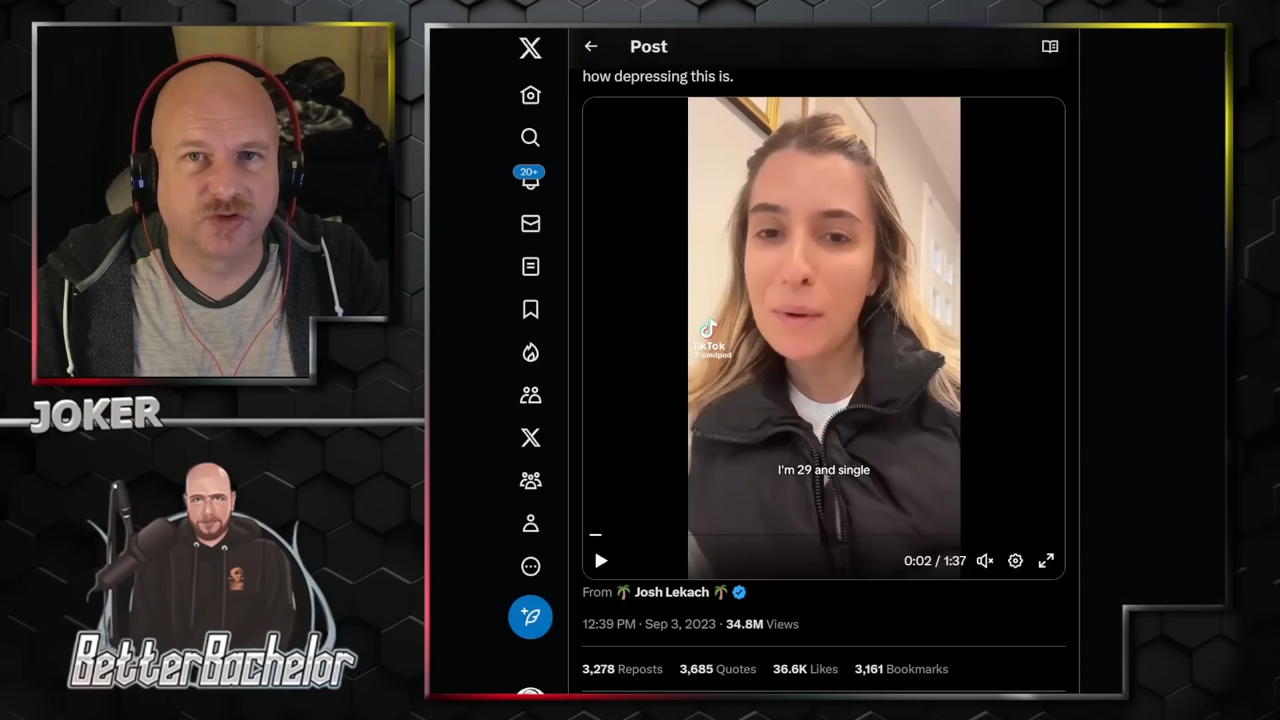 Post
how depressing this is.
20+
TikTok
I'm 29 and single
0:02 / 1:37
From 🌴 Josh Lekach 🌴
12:39 PM · Sep 3, 2023 · 34.8M Views
3,278 Reposts 3,685 Quotes 36.6K Likes 3,161 Bookmarks
JOKER
BetterBachelor